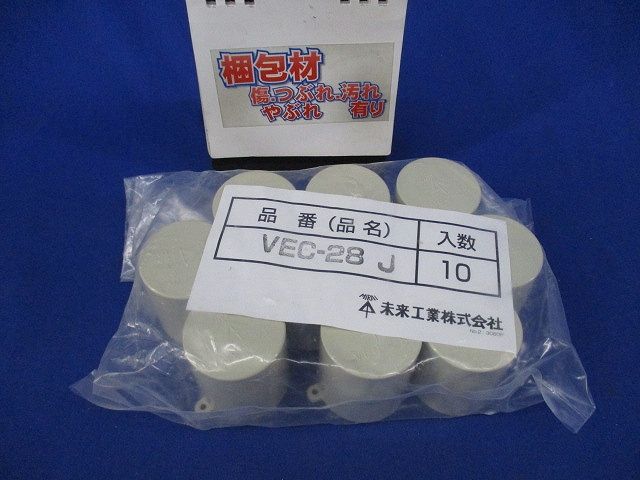 梱包材
傷.つぶれ.汚れ
やぶれ 有り
品 番 (品 名) 入数
VEC-28 J 10
MIRAI 未来工業株式会社